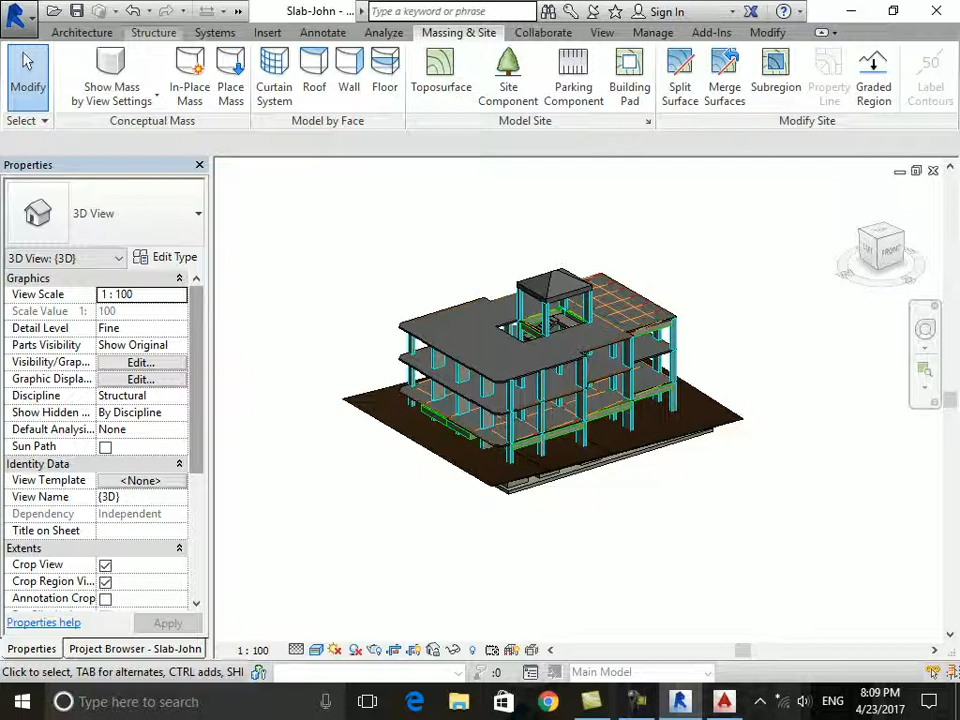 Slab-John -...
Type a keyword or phrase
Sign In
Architecture Structure Systems Insert Annotate Analyze Massing & Site Collaborate View Manage Add-Ins Modify
Modify
Show Mass
by View Settings
In-Place
Mass
Place
Mass
Curtain
System
Roof
Wall
Floor
Toposurface
Site
Component
Parking
Component
Building
Pad
Split
Surface
Merge
Surfaces
Subregion
Property
Line
Graded
Region
50
Label
Contours
Select
Conceptual Mass
Model by Face
Model Site
Modify Site
Properties
3D View
3D View: {3D}
Edit Type
Graphics
View Scale 1 : 100
Scale Value 1: 100
Detail Level Fine
Parts Visibility Show Original
Visibility/Grap... Edit...
Graphic Displa... Edit...
Discipline Structural
Show Hidden ... By Discipline
Default Analysi... None
Sun Path
Identity Data
View Template <None>
View Name {3D}
Dependency Independent
Title on Sheet
Extents
Crop View
Crop Region Vi...
Annotation Crop
Properties help
Apply
FRONT
Properties
Project Browser - Slab-John
1 : 100
Click to select, TAB for alternates, CTRL adds, SHI
:0
Main Model
Type here to search
ENG
8:09 PM
4/23/2017